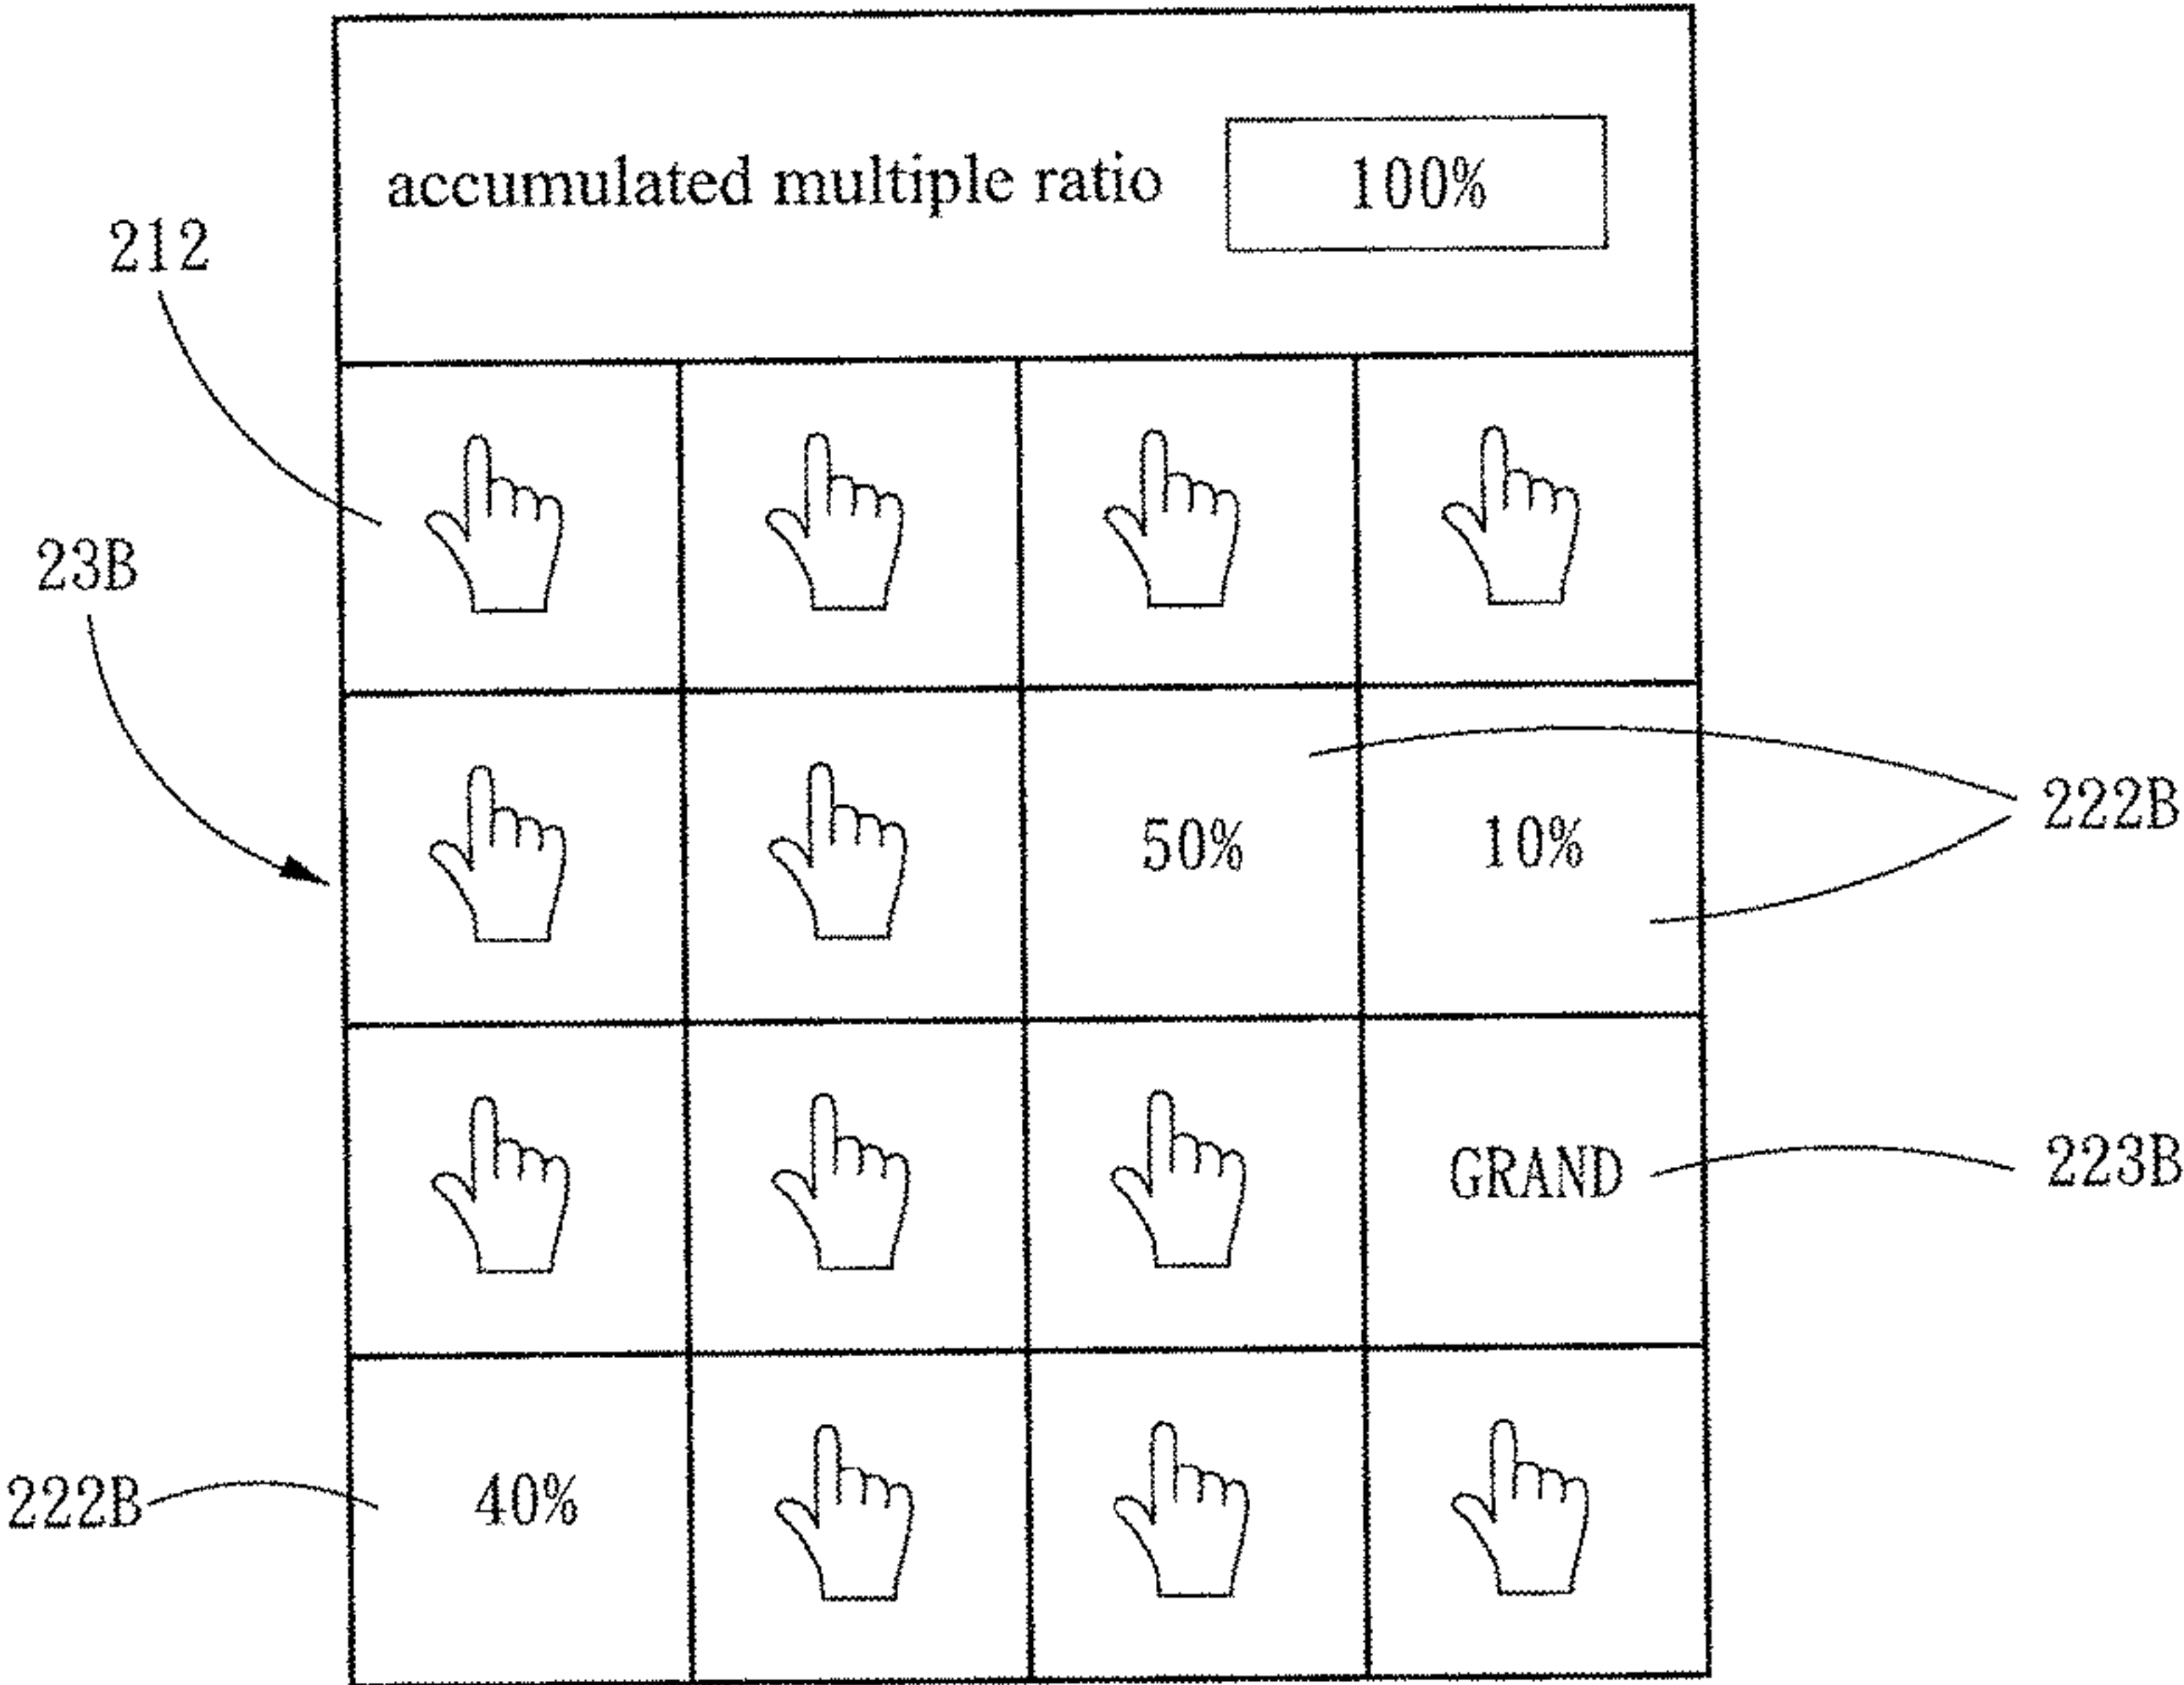 accumulated multiple ratio 100%
212
23B
50% 10%
222B
GRAND
223B
222B
40%